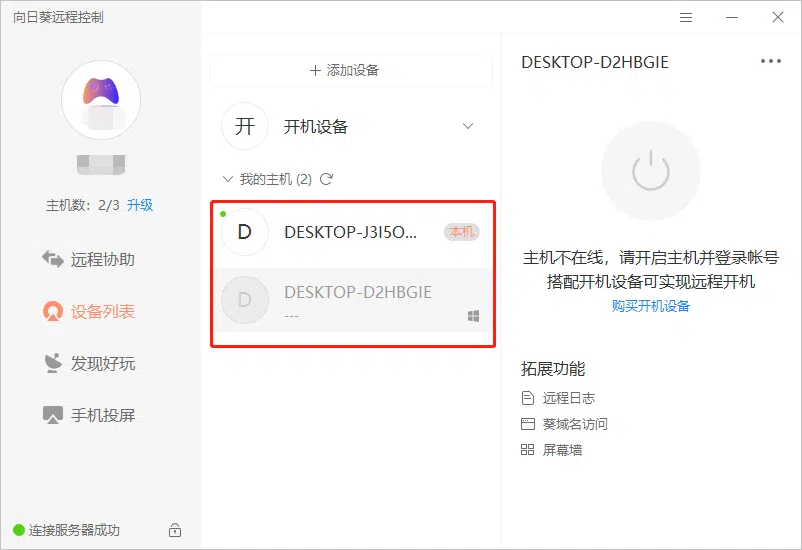 向日葵远程控制
主机数：2/3 升级
远程协助
设备列表
发现好玩
手机投屏
连接服务器成功
+ 添加设备
开 开机设备
我的主机 (2)
D DESKTOP-J3I5O... 本机
D DESKTOP-D2HBGIE
---
DESKTOP-D2HBGIE
主机不在线，请开启主机并登录帐号
搭配开机设备可实现远程开机
购买开机设备
拓展功能
远程日志
葵域名访问
屏幕墙